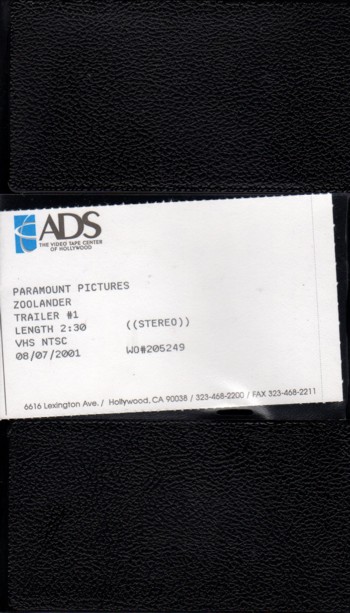 ADS
THE VIDEO TAPE CENTER
OF HOLLYWOOD
PARAMOUNT PICTURES
ZOOLANDER
TRAILER #1
LENGTH 2:30 ((STEREO))
VHS NTSC
08/07/2001 WO#205249
6616 Lexington Ave. / Hollywood, CA 90038 / 323-468-2200 / FAX 323-468-2211